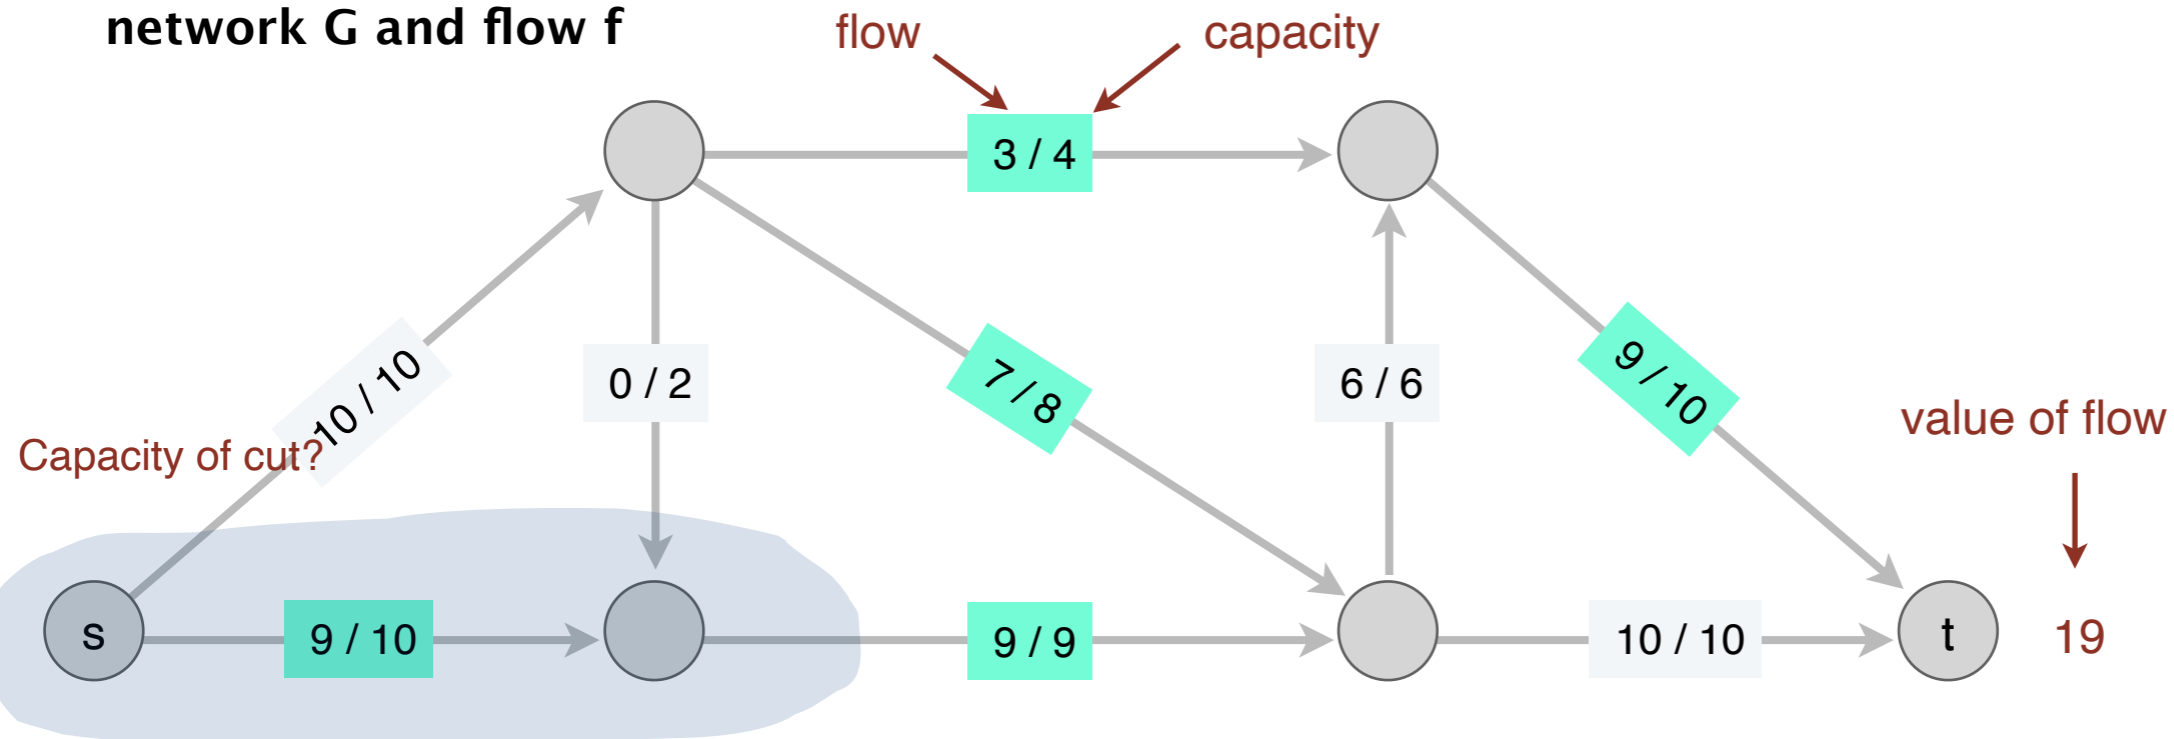 network G and flow f
flow
capacity
3 / 4
10 / 10
0 / 2
7 / 8
6 / 6
9 / 10
value of flow
Capacity of cut?
s
9 / 10
9 / 9
10 / 10
t
19